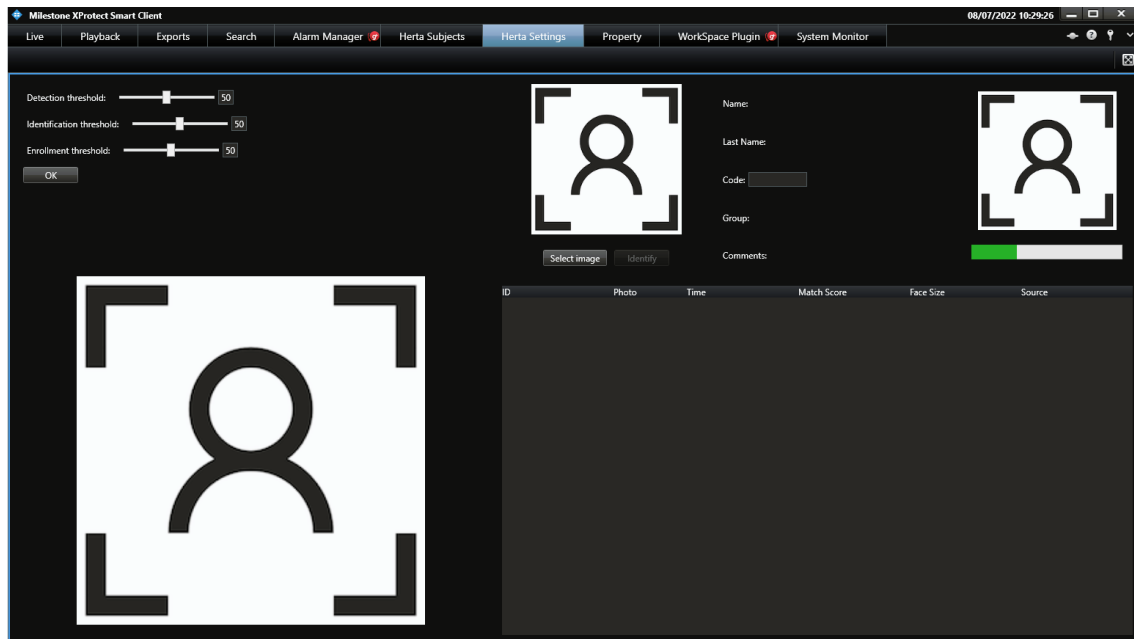 Milestone XProtect Smart Client
08/07/2022 10:29:26
Live Playback Exports Search Alarm Manager Herta Subjects Herta Settings Property WorkSpace Plugin System Monitor
Detection threshold: 50
Identification threshold: 50
Enrollment threshold: 50
OK
Select image Identify
Name:
Last Name:
Code:
Group:
Comments:
ID Photo Time Match Score Face Size Source